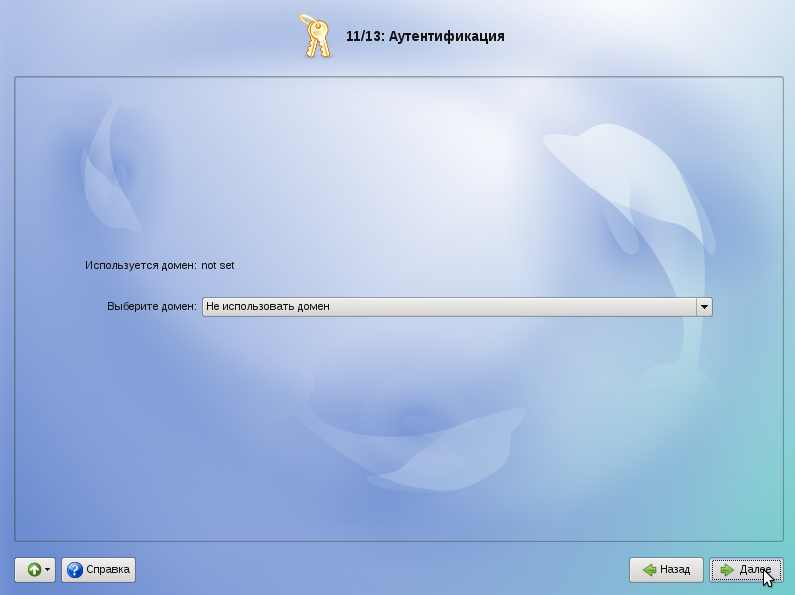 11/13: Аутентификация
Используется домен: not set
Выберите домен: Не использовать домен
Справка
Назад
Далее